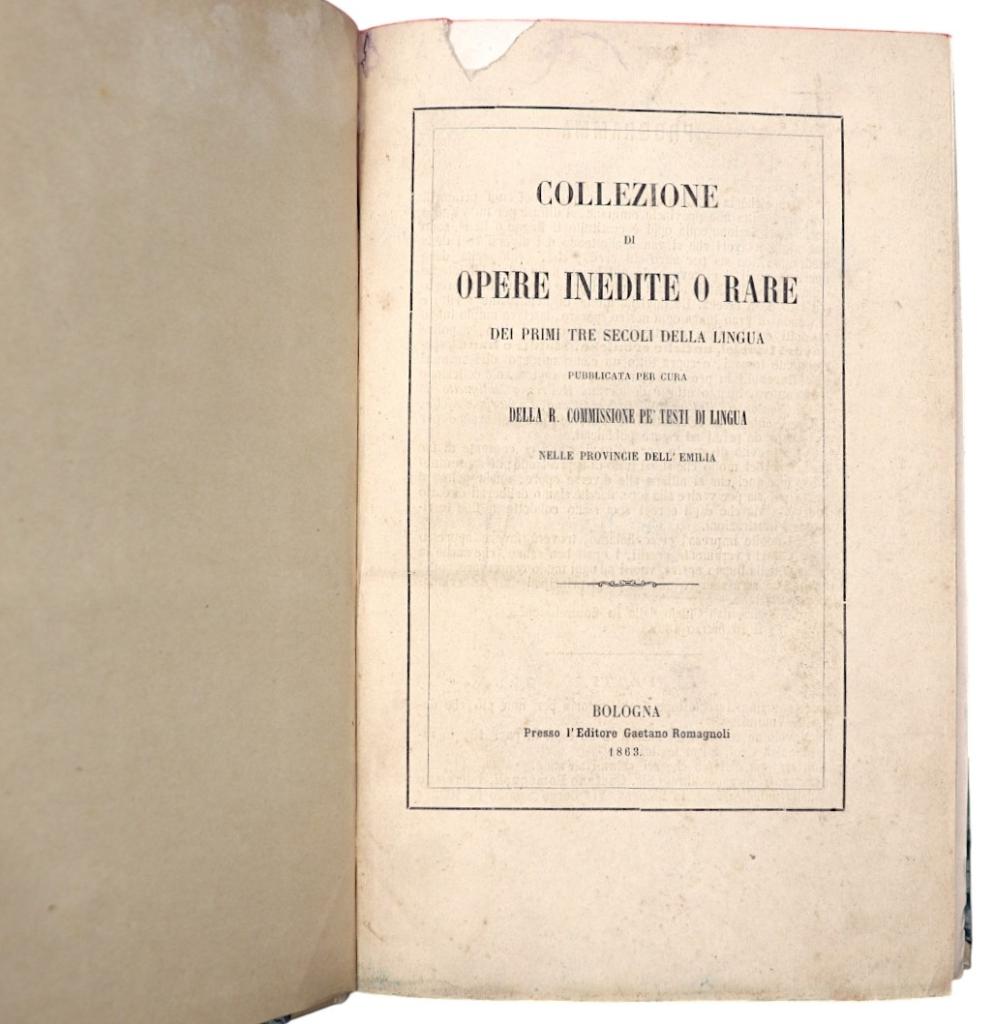 COLLEZIONE
DI
OPERE INEDITE O RARE
DEI PRIMI TRE SECOLI DELLA LINGUA
PUBBLICATA PER CURA
DELLA R. COMMISSIONE PE' TESTI DI LINGUA
NELLE PROVINCIE DELL' EMILIA
BOLOGNA
Presso l'Editore Gaetano Romagnoli
1863.